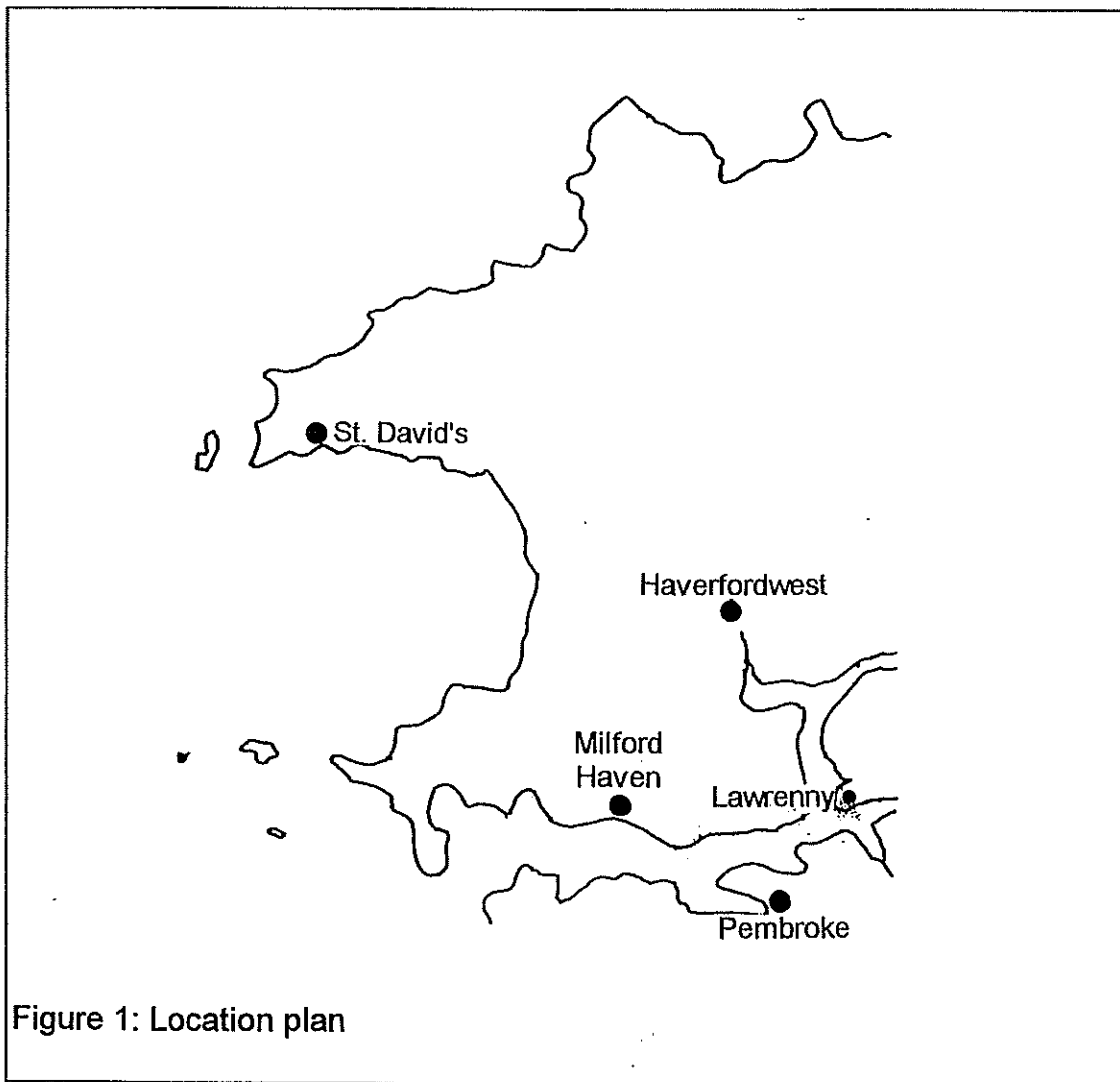 St. David's
Haverfordwest
Milford
Haven
Lawrenny
Pembroke
Figure 1: Location plan